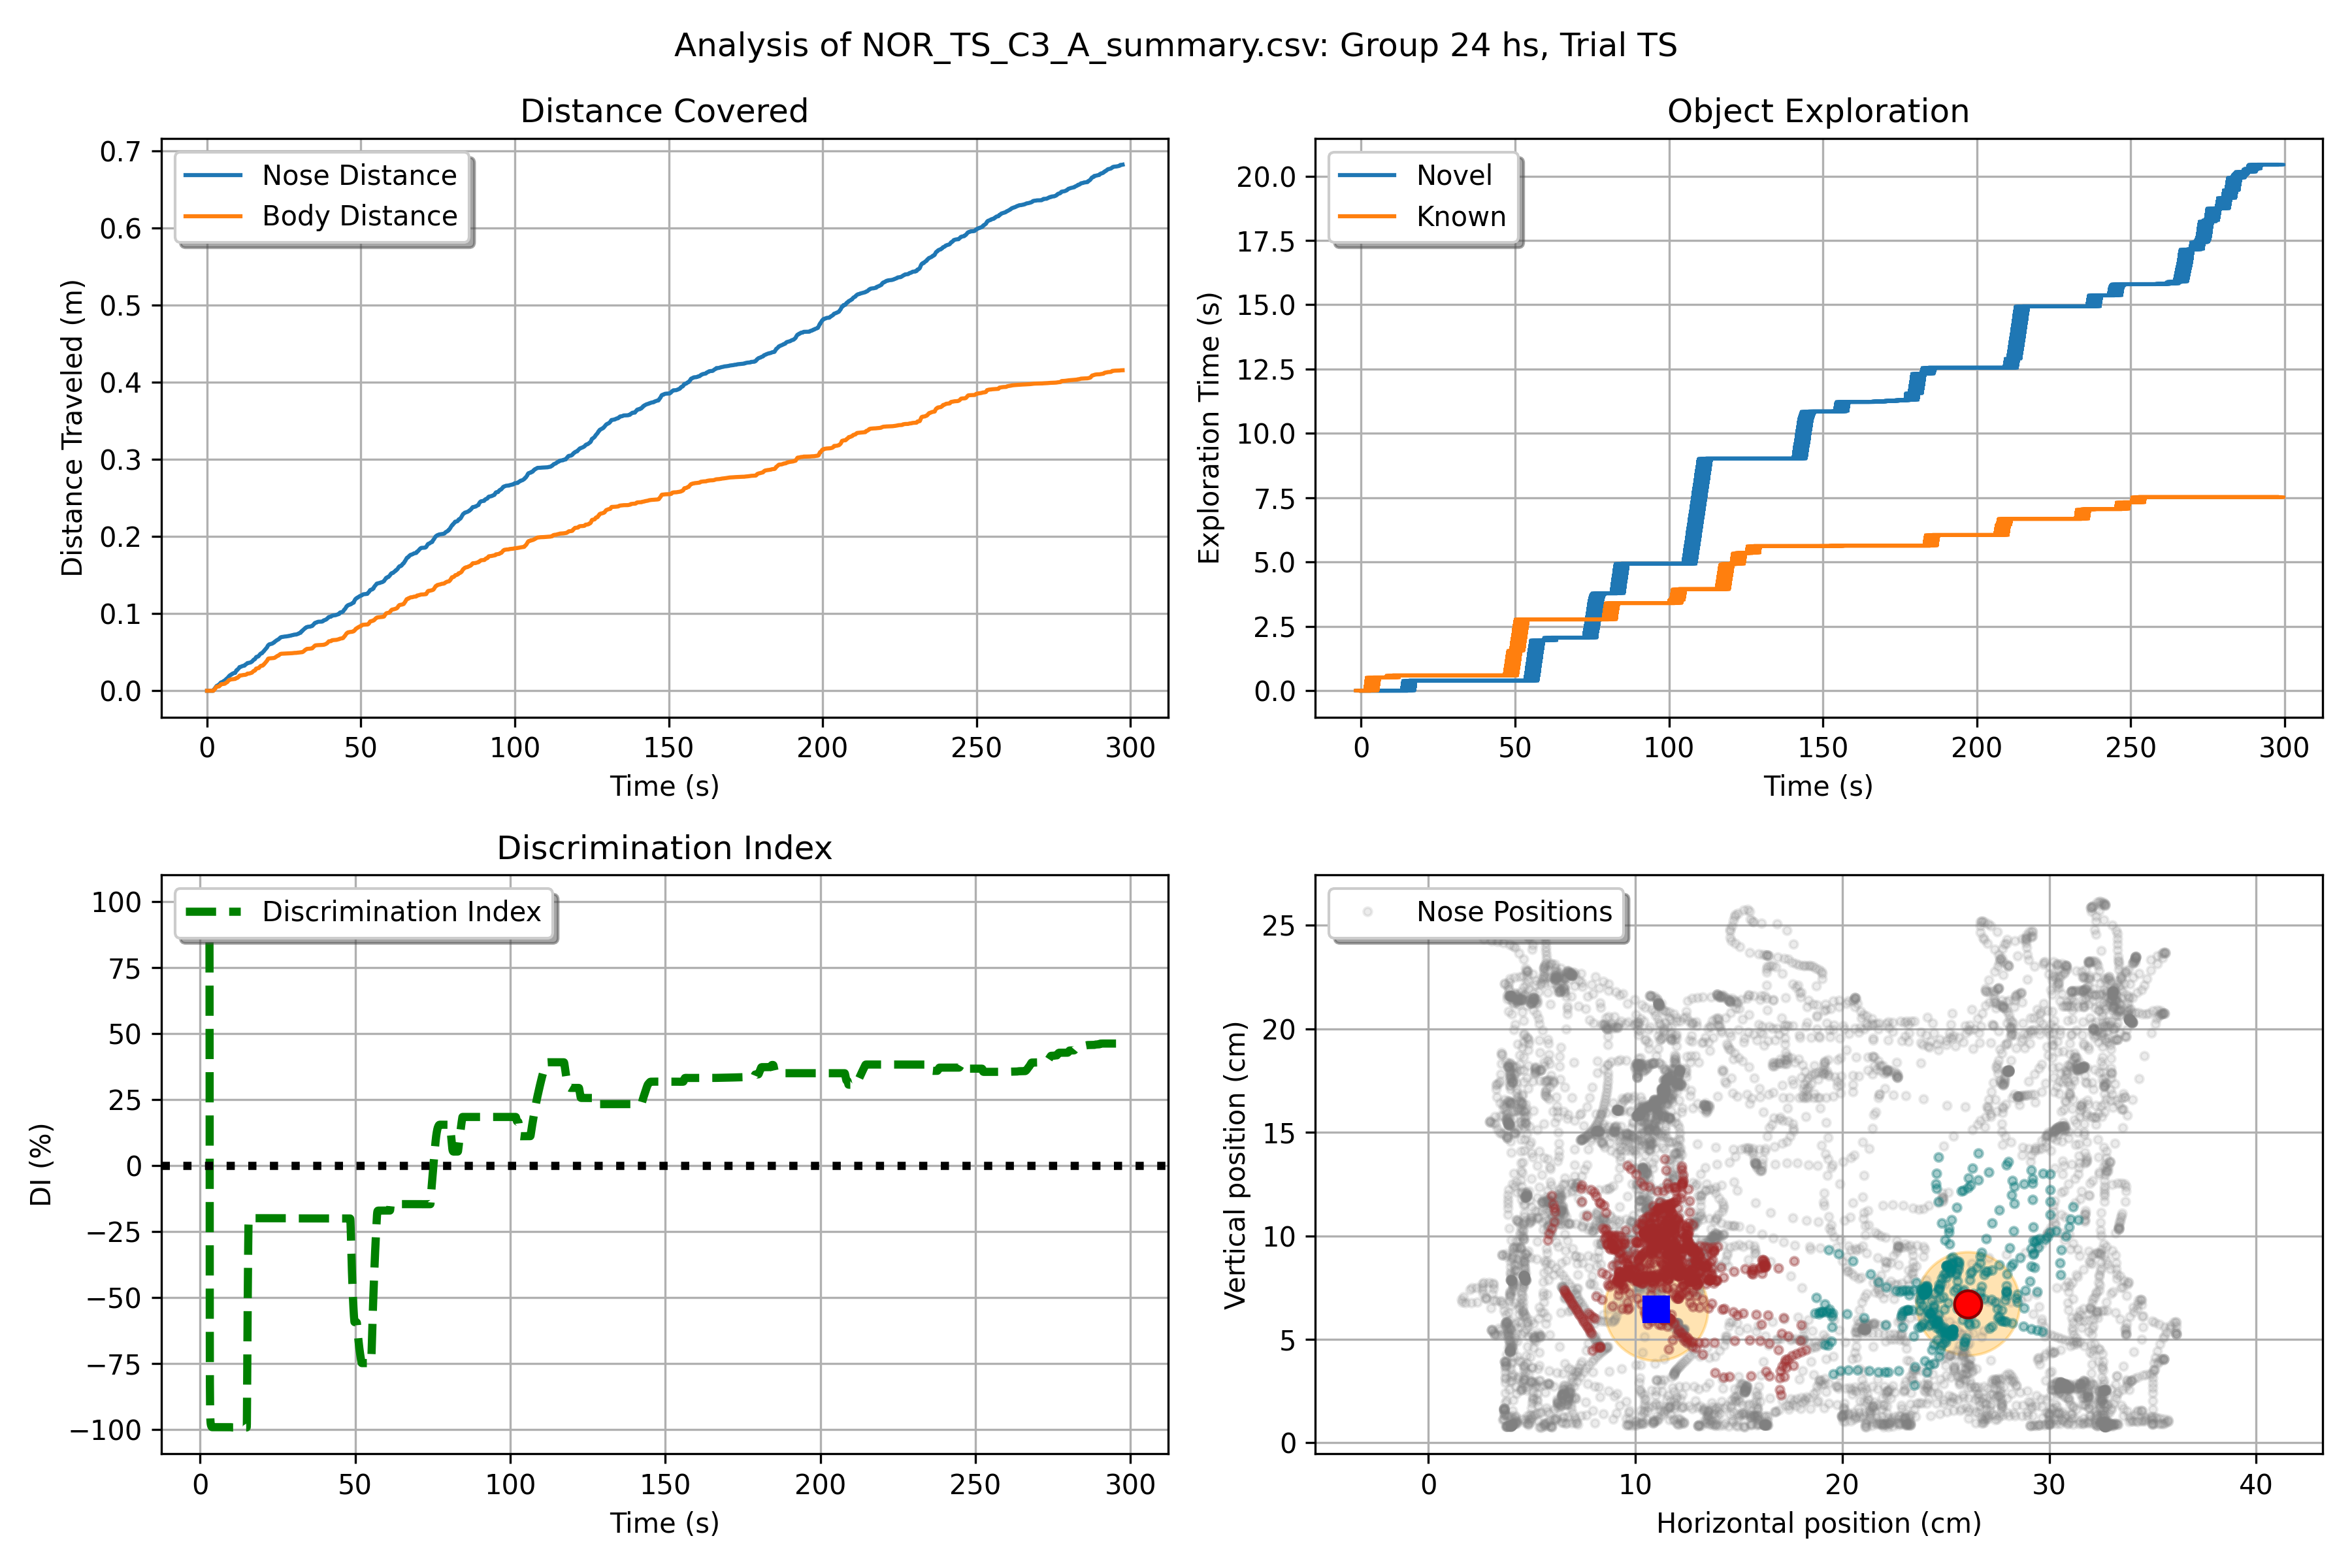 Analysis of NOR_TS_C3_A_summary.csv: Group 24 hs, Trial TS
Distance Covered
Nose Distance
Body Distance
Distance Traveled (m)
0.7
0.6
0.5
0.4
0.3
0.2
0.1
0.0
0 50 100 150 200 250 300
Time (s)
Object Exploration
Novel
Known
Exploration Time (s)
20.0
17.5
15.0
12.5
10.0
7.5
5.0
2.5
0.0
0 50 100 150 200 250 300
Time (s)
Discrimination Index
Discrimination Index
DI (%)
100
75
50
25
0
−25
−50
−75
−100
0 50 100 150 200 250 300
Time (s)
Nose Positions
Vertical position (cm)
25
20
15
10
5
0
0 10 20 30 40
Horizontal position (cm)